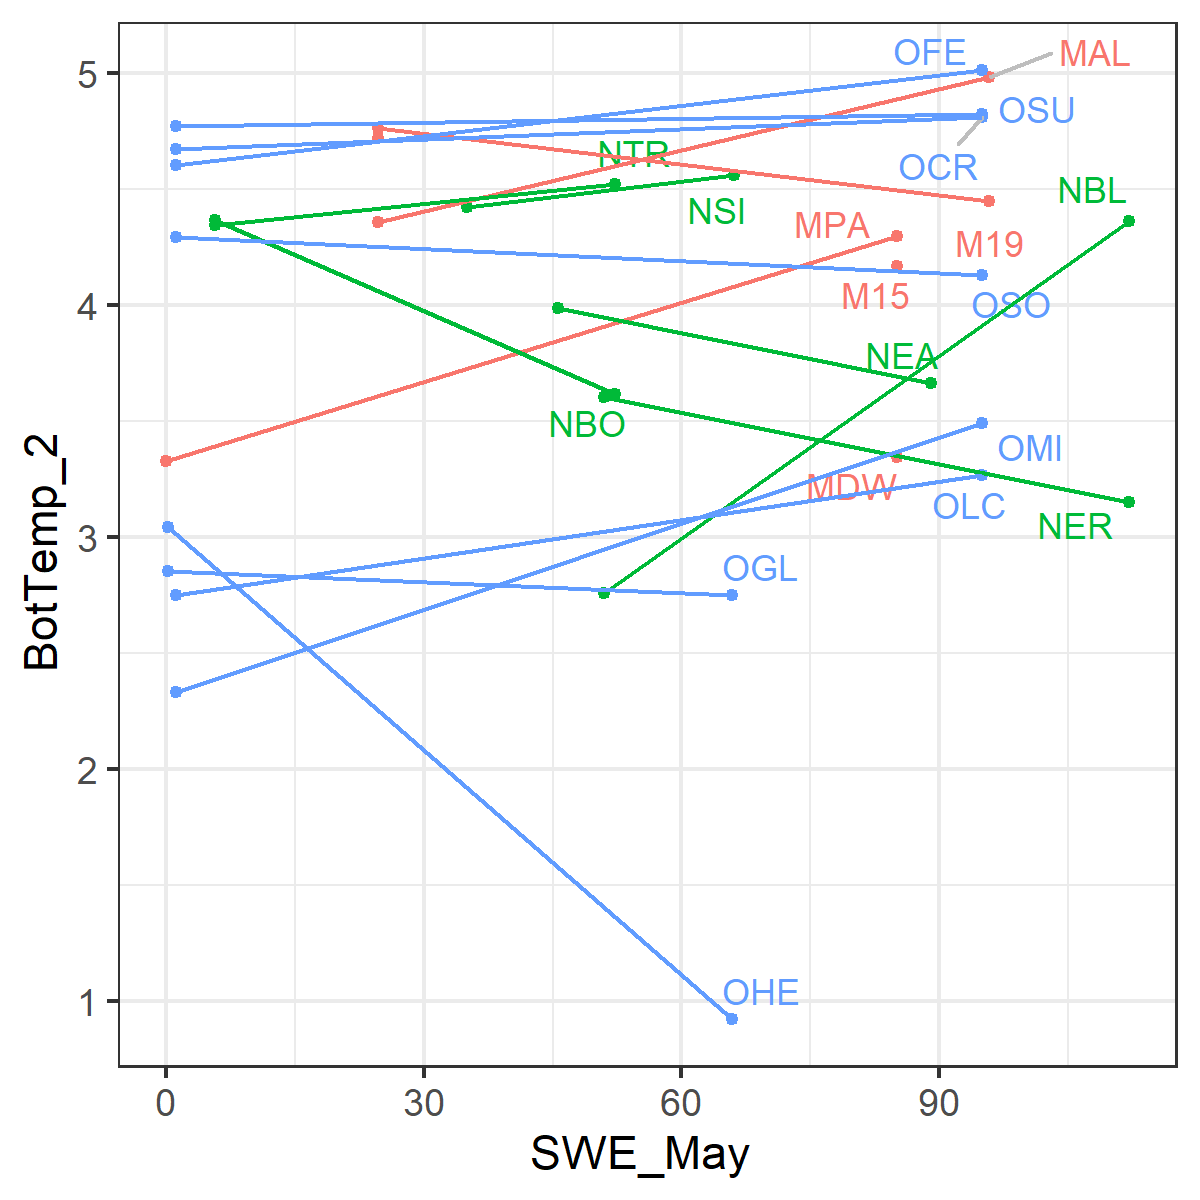 OFE
MAL
5
OSU
NTR
OCR
NBL
NSI
MPA
M19
M15
OSO
4
NEA
NBO
OMI
MDW
OLC
NER
3
OGL
2
OHE
1
0
30
60
90
SWE_May
BotTemp_2